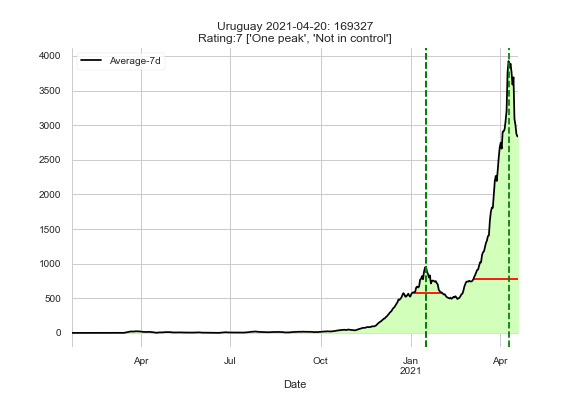 Uruguay 2021-04-20: 169327
Rating:7 ['One peak', 'Not in control']
4000
3500
3000
2500
2000
1500
1000
500
0
Average-7d
Apr
Jul
Oct
Jan
2021
Apr
Date